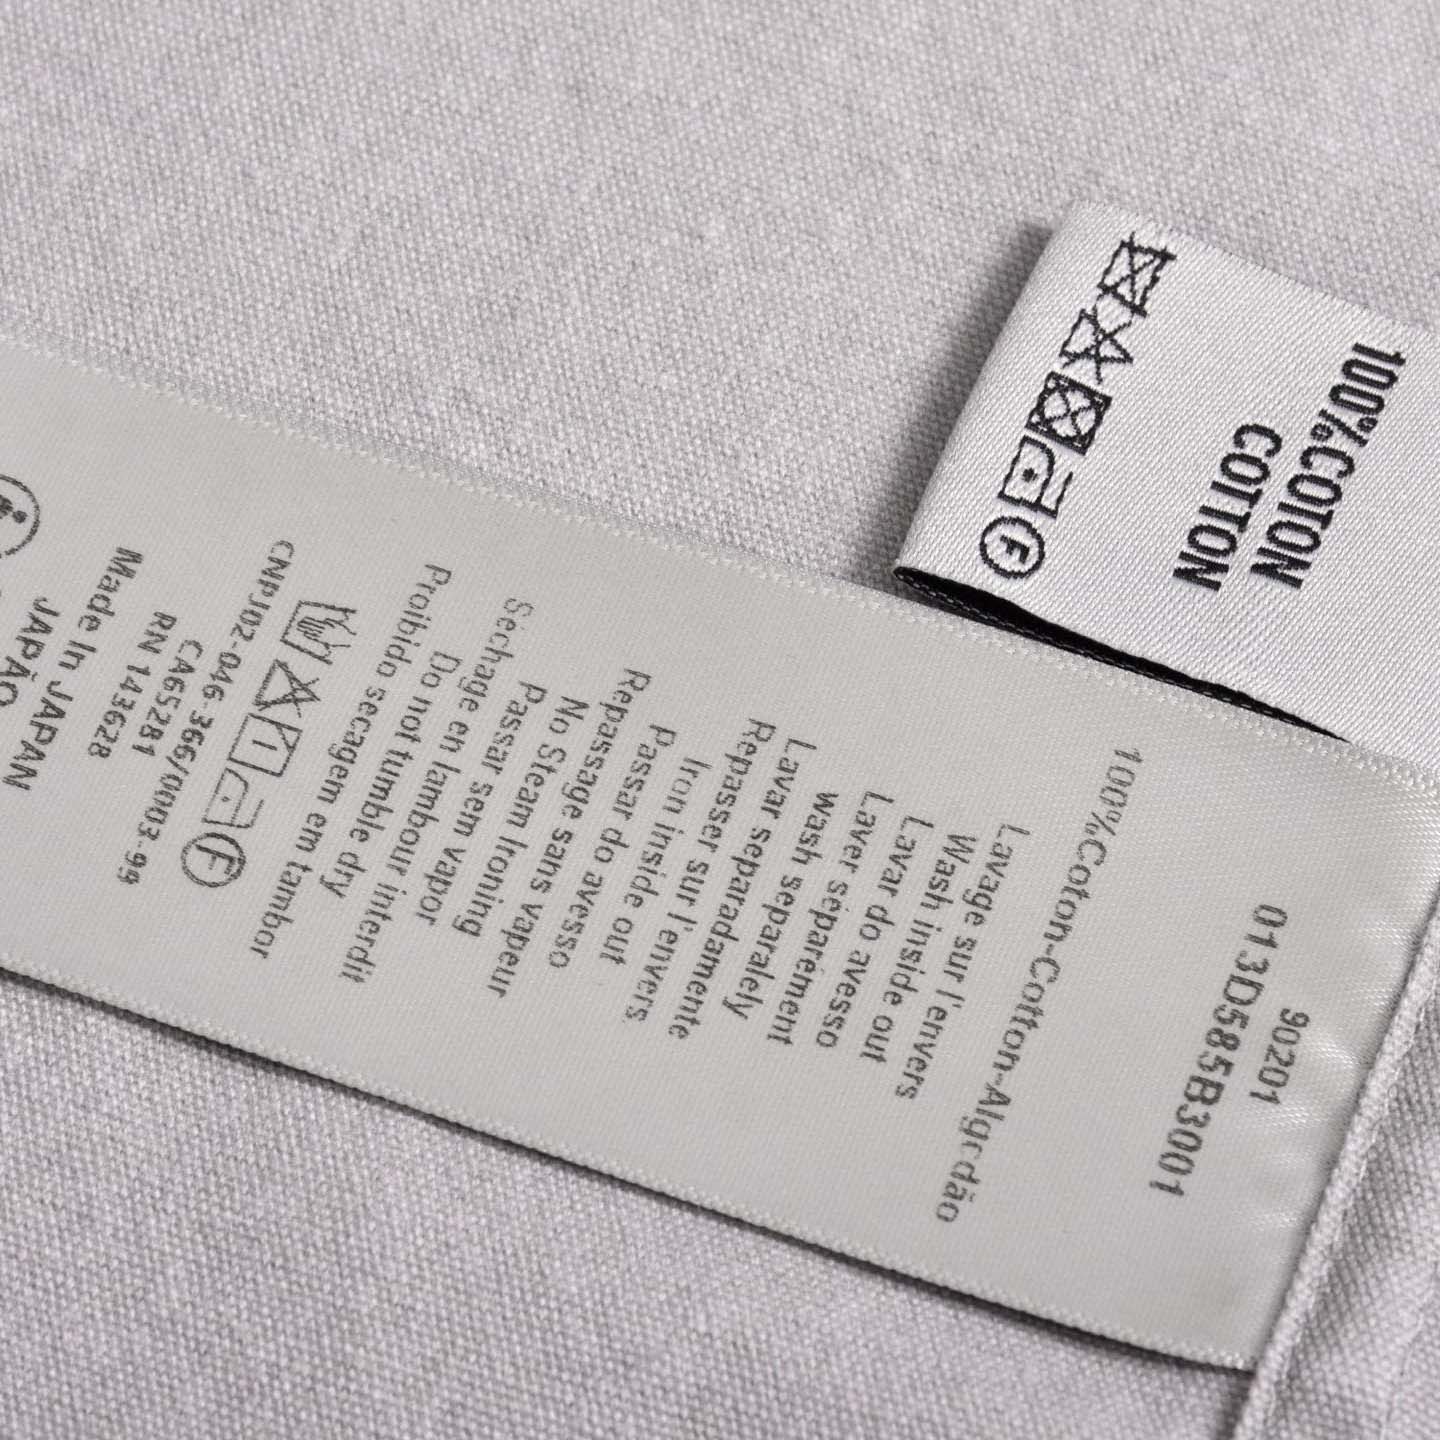 100%COTON
COTTON
F
90201
013D585B3001
100%Coton-Cotton-Algrdão
Lavage sur l'envers
Wash inside out
Lavar do avesso
Laver séparément
wash separalely
Lavar separadamente
Repasser sur l'envers.
Iron inside out
Passar do avesso
Repassage sans vapeur
No Steam Ironing
Passar sem vapor
Séchage en lambour interdit
Do not tumble dry
Proibido secagem em tambor
F
CNPJ02-046-366/0003-99
CA65281
RN 143628
Made In JAPAN
JAPÃO